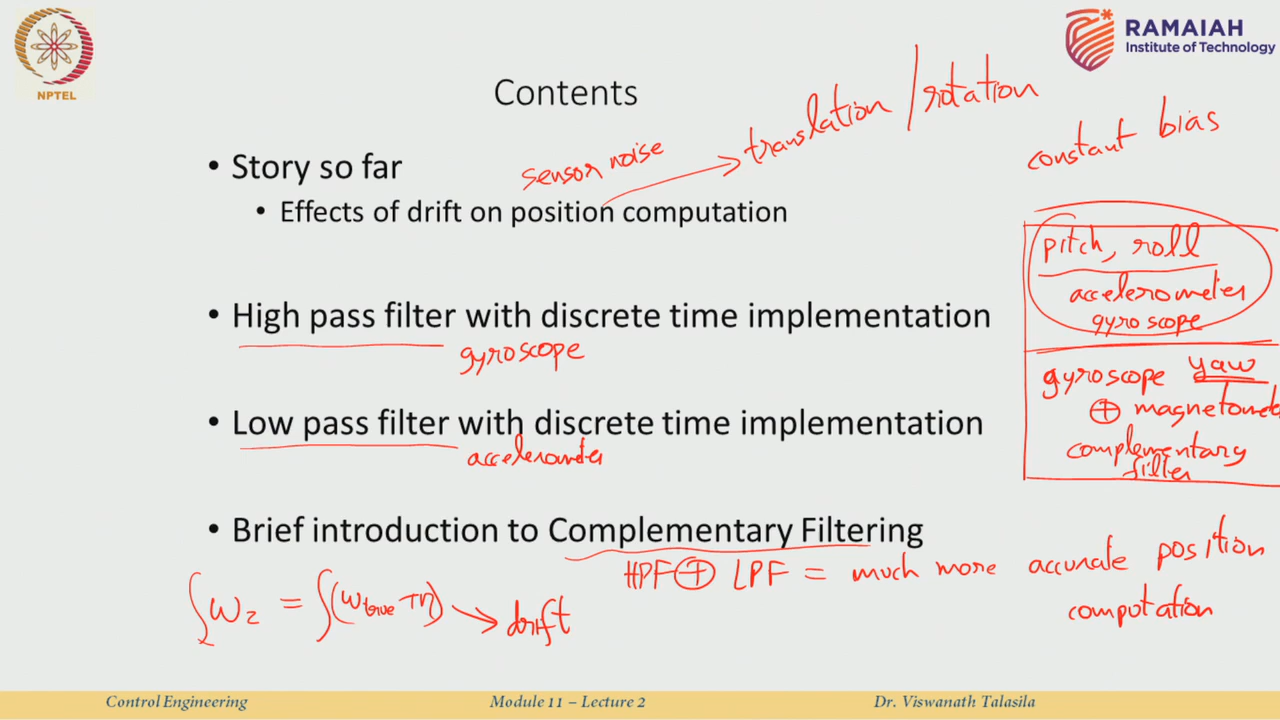 NPTEL
RAMAIAH
Institute of Technology
Contents
translation / rotation
constant bias
• Story so far
sensor noise
• Effects of drift on position computation
pitch, roll
accelerometer
gyroscope
• High pass filter with discrete time implementation
gyroscope
gyroscope yaw
⊕ magnetomet
complementary
filter
• Low pass filter with discrete time implementation
accelerometer
• Brief introduction to Complementary Filtering
HPF ⊕ LPF = much more accurate position
computation
∫ω_z = ∫(ω_true + η) → drift
Control Engineering
Module 11 – Lecture 2
Dr. Viswanath Talasila